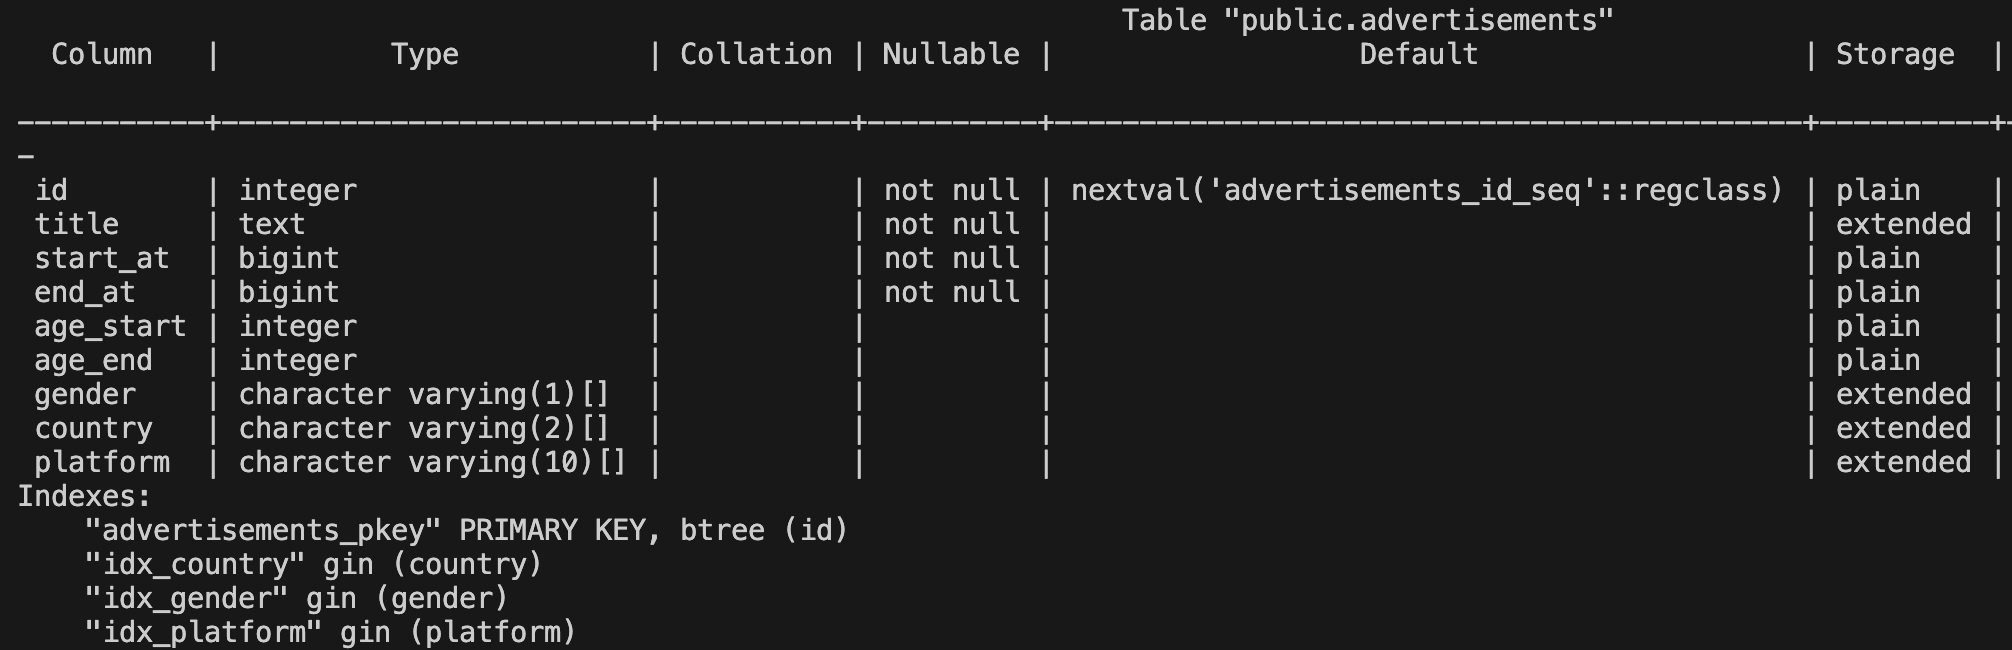 Table "public.advertisements"
Column | Type | Collation | Nullable | Default | Storage |
-----------+-------------------------+-----------+----------+--------------------------------------------+----------+-
-
id | integer | | not null | nextval('advertisements_id_seq'::regclass) | plain |
title | text | | not null | | extended |
start_at | bigint | | not null | | plain |
end_at | bigint | | not null | | plain |
age_start | integer | | | | plain |
age_end | integer | | | | plain |
gender | character varying(1)[] | | | | extended |
country | character varying(2)[] | | | | extended |
platform | character varying(10)[] | | | | extended |
Indexes:
"advertisements_pkey" PRIMARY KEY, btree (id)
"idx_country" gin (country)
"idx_gender" gin (gender)
"idx_platform" gin (platform)